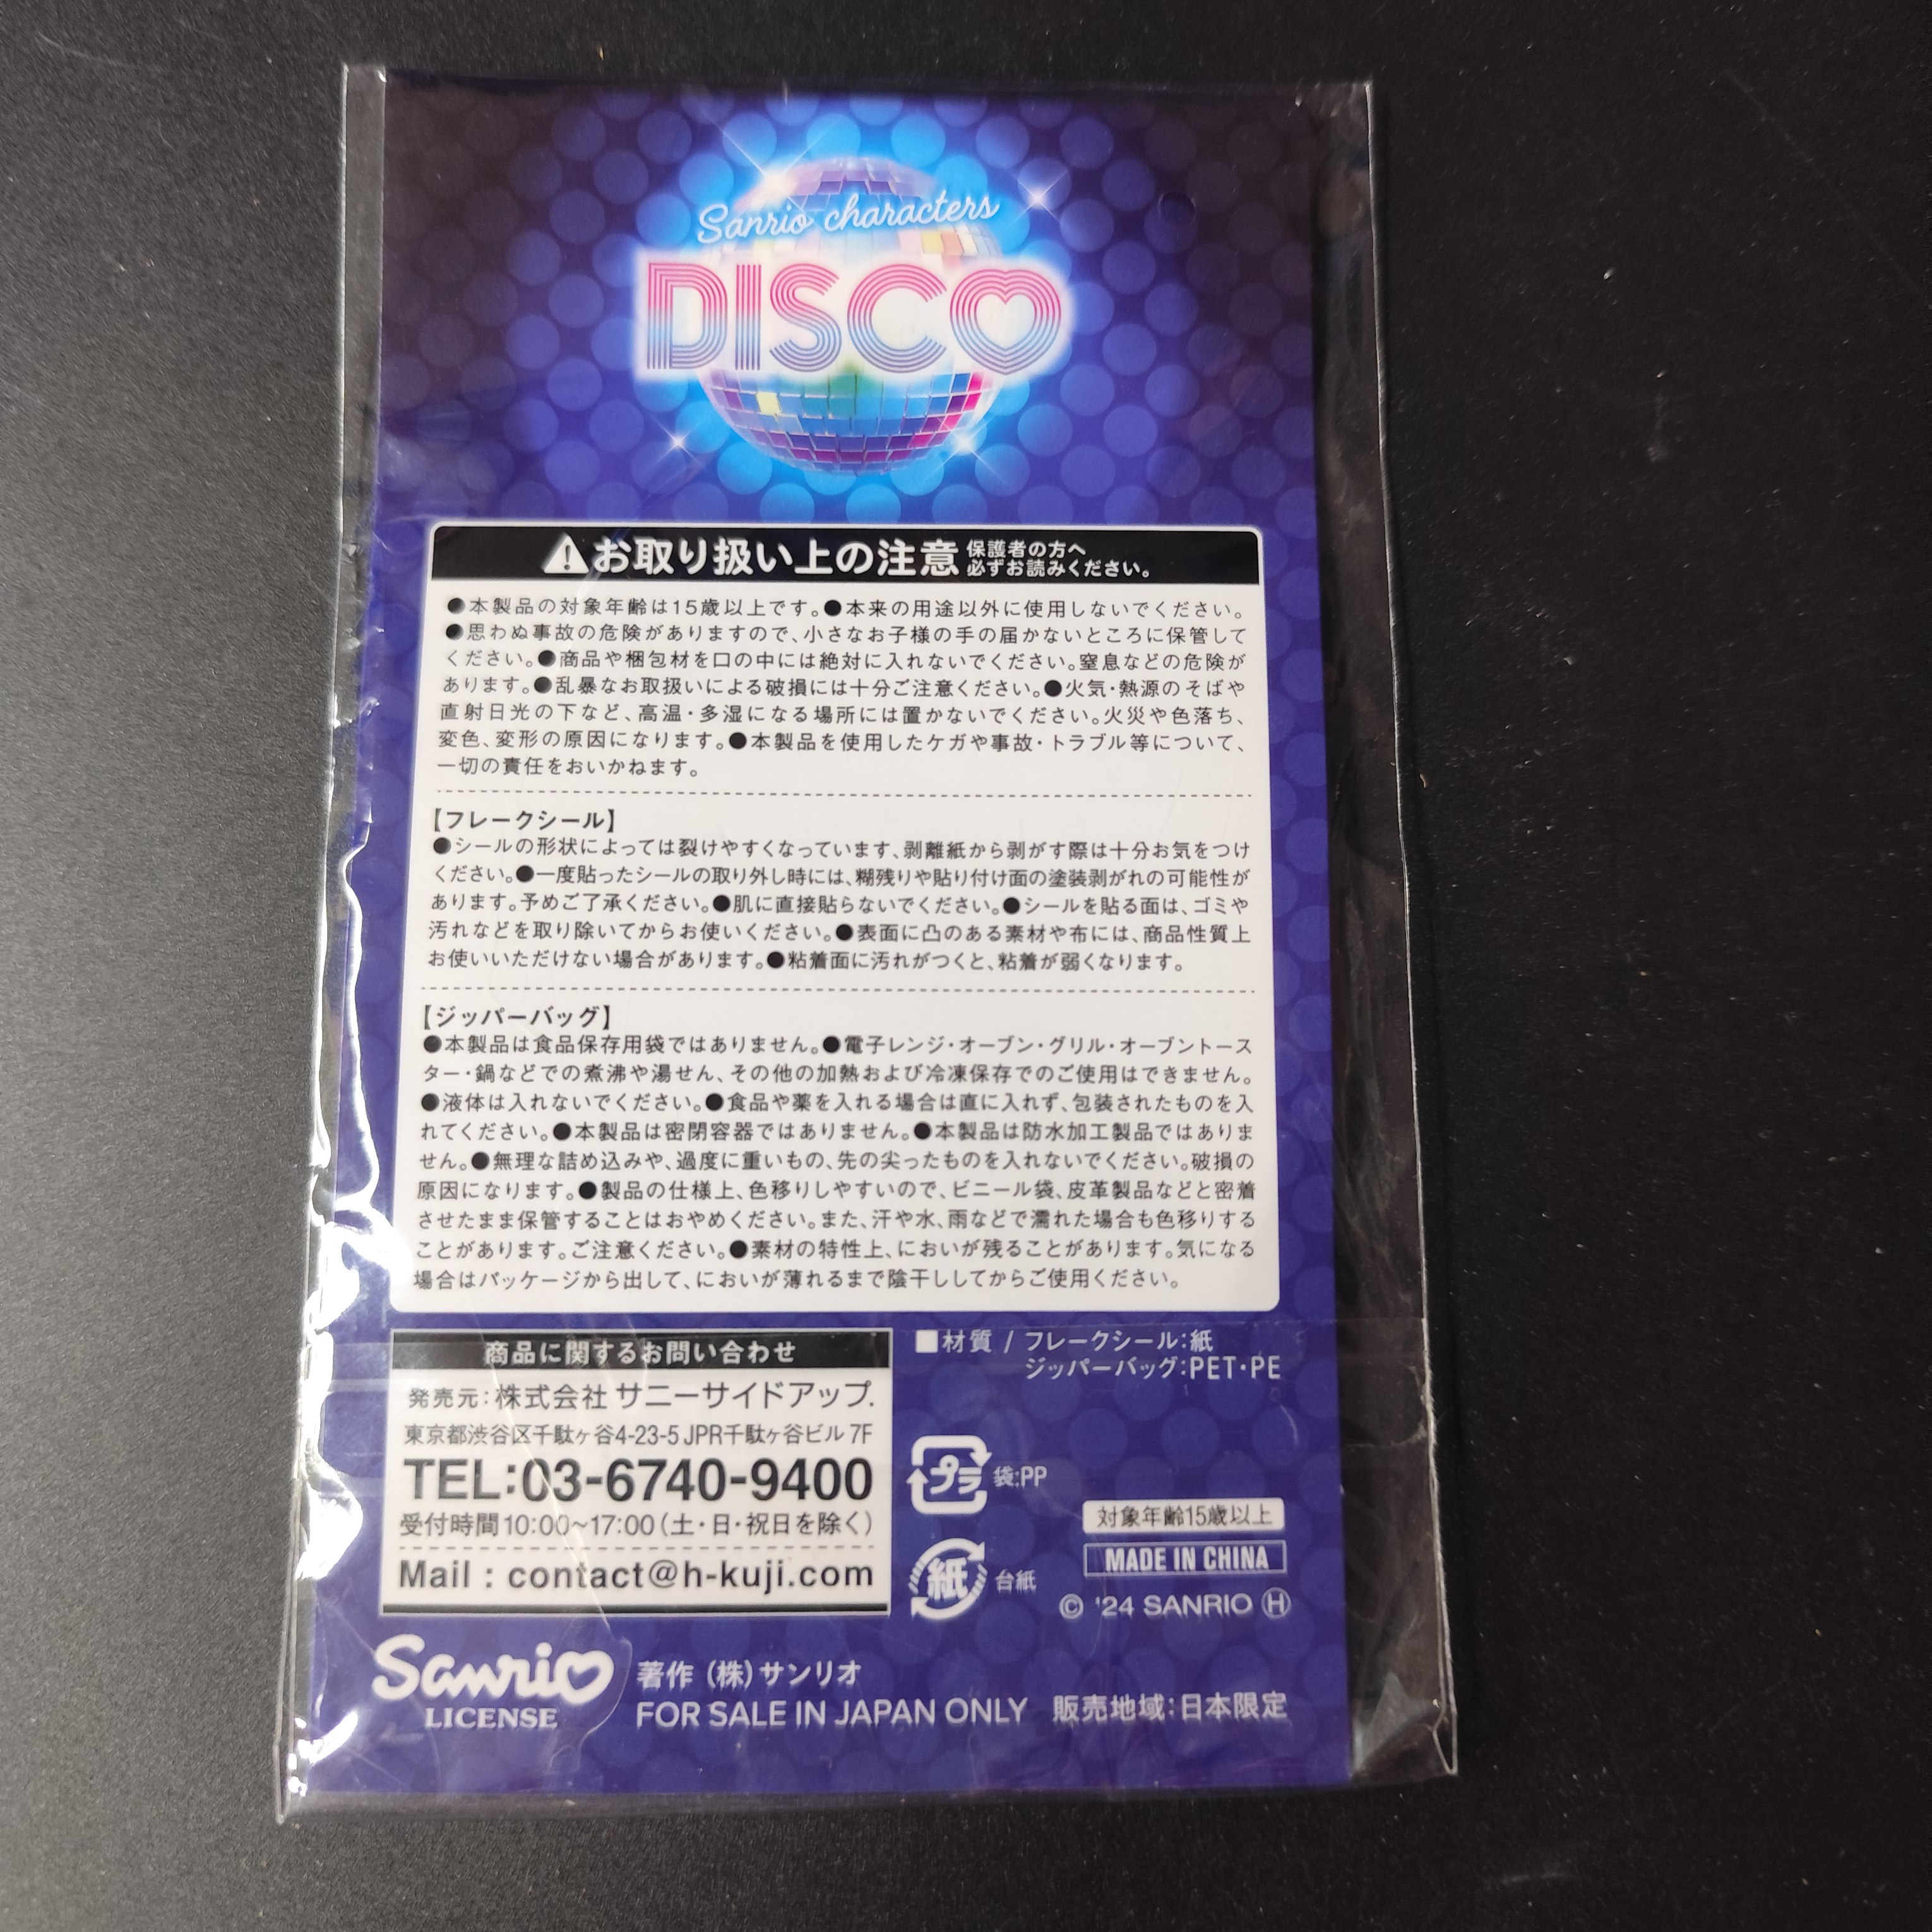 Sanrio characters
DISCO
お取り扱い上の注意 保護者の方へ
必ずお読みください。
●本製品の対象年齢は15歳以上です。●本来の用途以外に使用しないでください。
●思わぬ事故の危険がありますので、小さなお子様の手の届かないところに保管して
ください。●商品や梱包材を口の中には絶対に入れないでください。窒息などの危険が
あります。●乱暴なお取扱いによる破損には十分ご注意ください。●火気・熱源のそばや
直射日光の下など、高温・多湿になる場所には置かないでください。火災や色落ち、
変色、変形の原因になります。●本製品を使用したケガや事故・トラブル等について、
一切の責任をおいかねます。
【フレークシール】
●シールの形状によっては裂けやすくなっています、剥離紙から剥がす際は十分お気をつけ
ください。●一度貼ったシールの取り外し時には、糊残りや貼り付け面の塗装剥がれの可能性が
あります。予めご了承ください。●肌に直接貼らないでください。●シールを貼る面は、ゴミや
汚れなどを取り除いてからお使いください。●表面に凸のある素材や布には、商品性質上
お使いいただけない場合があります。●粘着面に汚れがつくと、粘着が弱くなります。
【ジッパーバッグ】
●本製品は食品保存用袋ではありません。●電子レンジ・オーブン・グリル・オーブントース
ター・鍋などでの煮沸や湯せん、その他の加熱および冷凍保存でのご使用はできません。
●液体は入れないでください。●食品や薬を入れる場合は直に入れず、包装されたものを入
れてください。●本製品は密閉容器ではありません。●本製品は防水加工製品ではありま
せん。●無理な詰め込みや、過度に重いもの、先の尖ったものを入れないでください。破損の
原因になります。●製品の仕様上、色移りしやすいので、ビニール袋、皮革製品などと密着
させたまま保管することはおやめください。また、汗や水、雨などで濡れた場合も色移りする
ことがあります。ご注意ください。●素材の特性上、においが残ることがあります。気になる
場合はパッケージから出して、においが薄れるまで陰干ししてからご使用ください。
商品に関するお問い合わせ
発売元:株式会社 サニーサイドアップ.
東京都渋谷区千駄ヶ谷4-23-5 JPR千駄ヶ谷ビル 7F
TEL:03-6740-9400
受付時間10:00~17:00(土・日・祝日を除く)
Mail : contact@h-kuji.com
■材質 / フレークシール:紙
ジッパーバッグ:PET・PE
プラ 袋:PP
紙 台紙
対象年齢15歳以上
MADE IN CHINA
© '24 SANRIO Ⓗ
Sanrio
LICENSE
著作 (株) サンリオ
FOR SALE IN JAPAN ONLY 販売地域:日本限定